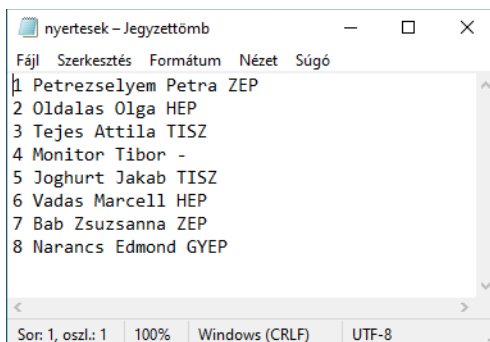 nyertesek – Jegyzettömb
Fájl Szerkesztés Formátum Nézet Súgó
1 Petrezselyem Petra ZEP
2 Oldalas Olga HEP
3 Tejes Attila TISZ
4 Monitor Tibor -
5 Joghurt Jakab TISZ
6 Vadas Marcell HEP
7 Bab Zsuzsanna ZEP
8 Narancs Edmond GYEP
Sor: 1, oszl.: 1 100% Windows (CRLF) UTF-8